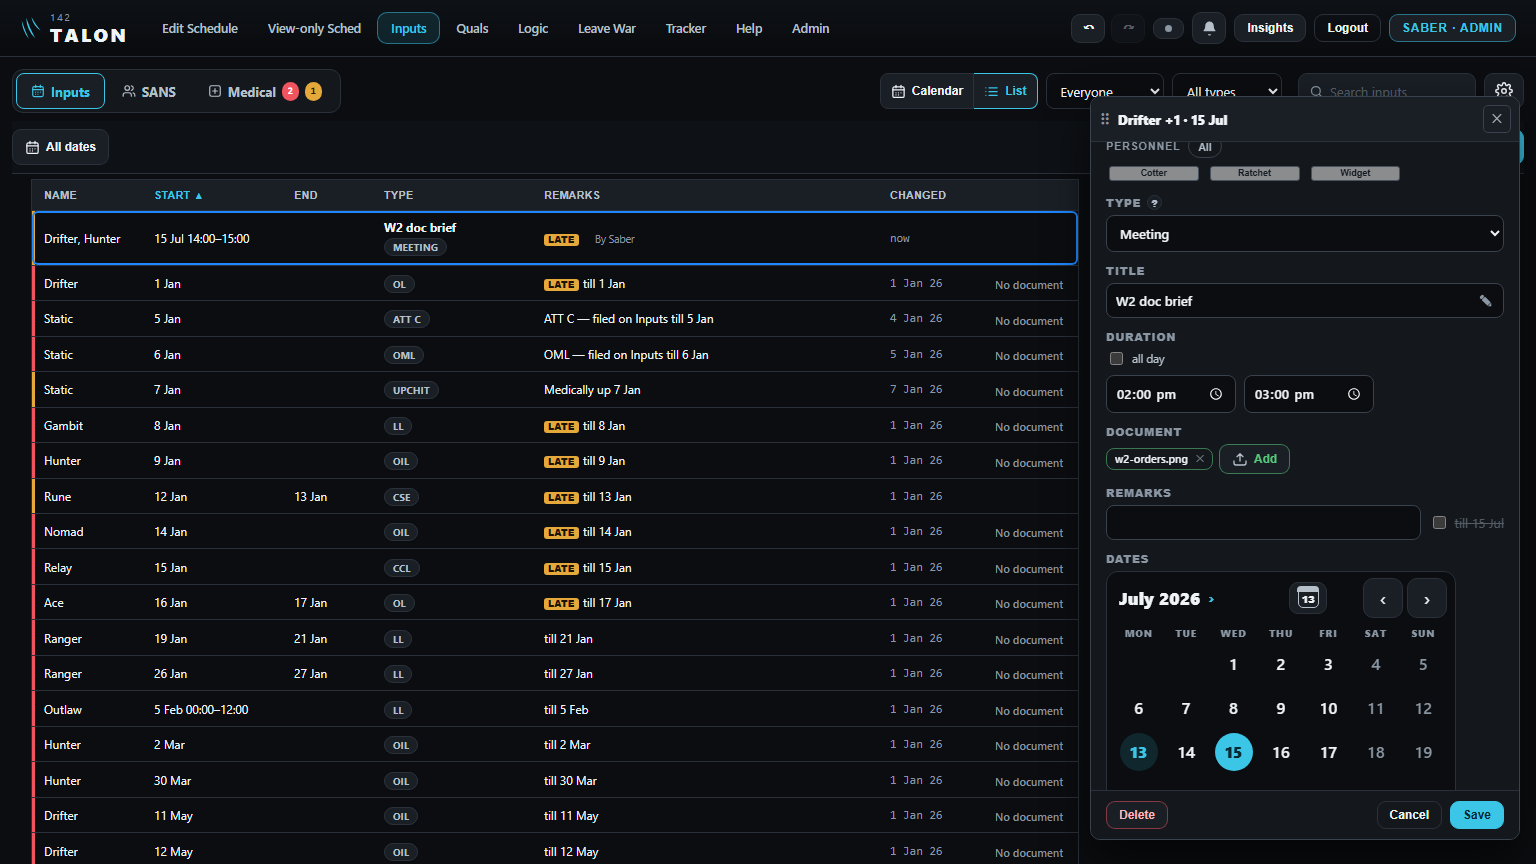 142
TALON
Edit Schedule
View-only Sched
Inputs
Quals
Logic
Leave War
Tracker
Help
Admin
Insights
Logout
SABER · ADMIN
Inputs
SANS
Medical 2 1
Calendar
List
Everyone
All types
Search inputs
All dates
NAME START ▲ END TYPE REMARKS CHANGED
Drifter, Hunter 15 Jul 14:00–15:00 W2 doc brief MEETING LATE By Saber now
Drifter 1 Jan OL LATE till 1 Jan 1 Jan 26 No document
Static 5 Jan ATT C ATT C — filed on Inputs till 5 Jan 4 Jan 26 No document
Static 6 Jan OML OML — filed on Inputs till 6 Jan 5 Jan 26 No document
Static 7 Jan UPCHIT Medically up 7 Jan 7 Jan 26 No document
Gambit 8 Jan LL LATE till 8 Jan 1 Jan 26 No document
Hunter 9 Jan OIL LATE till 9 Jan 1 Jan 26 No document
Rune 12 Jan 13 Jan CSE LATE till 13 Jan 1 Jan 26
Nomad 14 Jan OIL LATE till 14 Jan 1 Jan 26 No document
Relay 15 Jan CCL LATE till 15 Jan 1 Jan 26 No document
Ace 16 Jan 17 Jan OL LATE till 17 Jan 1 Jan 26 No document
Ranger 19 Jan 21 Jan LL till 21 Jan 1 Jan 26 No document
Ranger 26 Jan 27 Jan LL till 27 Jan 1 Jan 26 No document
Outlaw 5 Feb 00:00–12:00 LL till 5 Feb 1 Jan 26 No document
Hunter 2 Mar OIL till 2 Mar 1 Jan 26 No document
Hunter 30 Mar OIL till 30 Mar 1 Jan 26 No document
Drifter 11 May OIL till 11 May 1 Jan 26 No document
Drifter 12 May OIL till 12 May 1 Jan 26 No document
Drifter +1 · 15 Jul
PERSONNEL All
Cotter Ratchet Widget
TYPE ?
Meeting
TITLE
W2 doc brief
DURATION
all day
02:00 pm 03:00 pm
DOCUMENT
w2-orders.png Add
REMARKS
till 15 Jul
DATES
July 2026 › 13 ‹ ›
MON TUE WED THU FRI SAT SUN
1 2 3 4 5
6 7 8 9 10 11 12
13 14 15 16 17 18 19
Delete Cancel Save